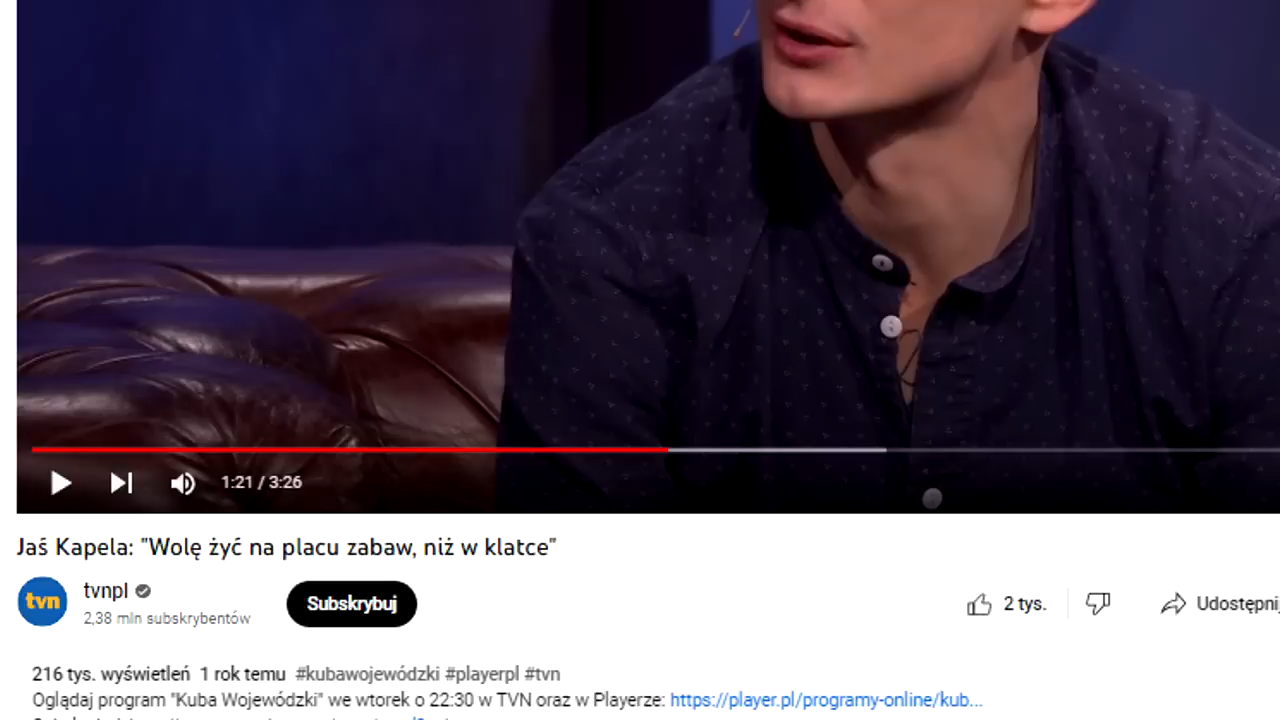 1:21 / 3:26
Jaś Kapela: "Wolę żyć na placu zabaw, niż w klatce"
tvn
tvnpl
2,38 mln subskrybentów
Subskrybuj
2 tys.
Udostępnij
216 tys. wyświetleń 1 rok temu #kubawojewódzki #playerpl #tvn
Oglądaj program "Kuba Wojewódzki" we wtorek o 22:30 w TVN oraz w Playerze: https://player.pl/programy-online/kub...